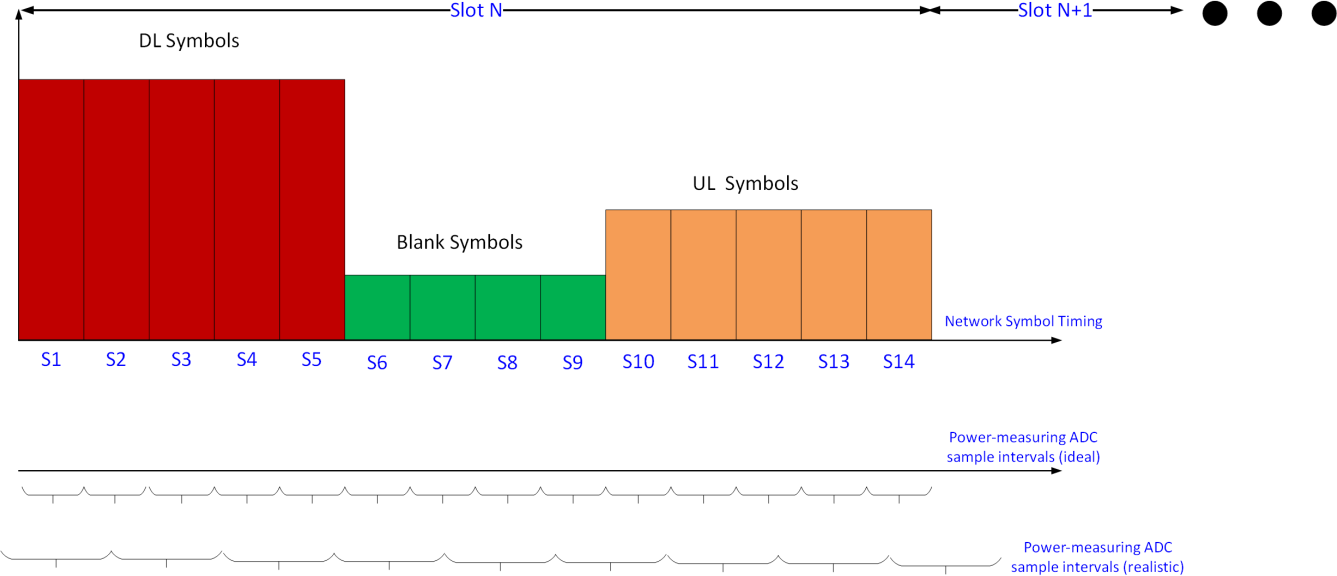 Slot N
Slot N+1
DL Symbols
UL Symbols
Blank Symbols
Network Symbol Timing
S1 S2 S3 S4 S5 S6 S7 S8 S9 S10 S11 S12 S13 S14
Power-measuring ADC
sample intervals (ideal)
Power-measuring ADC
sample intervals (realistic)